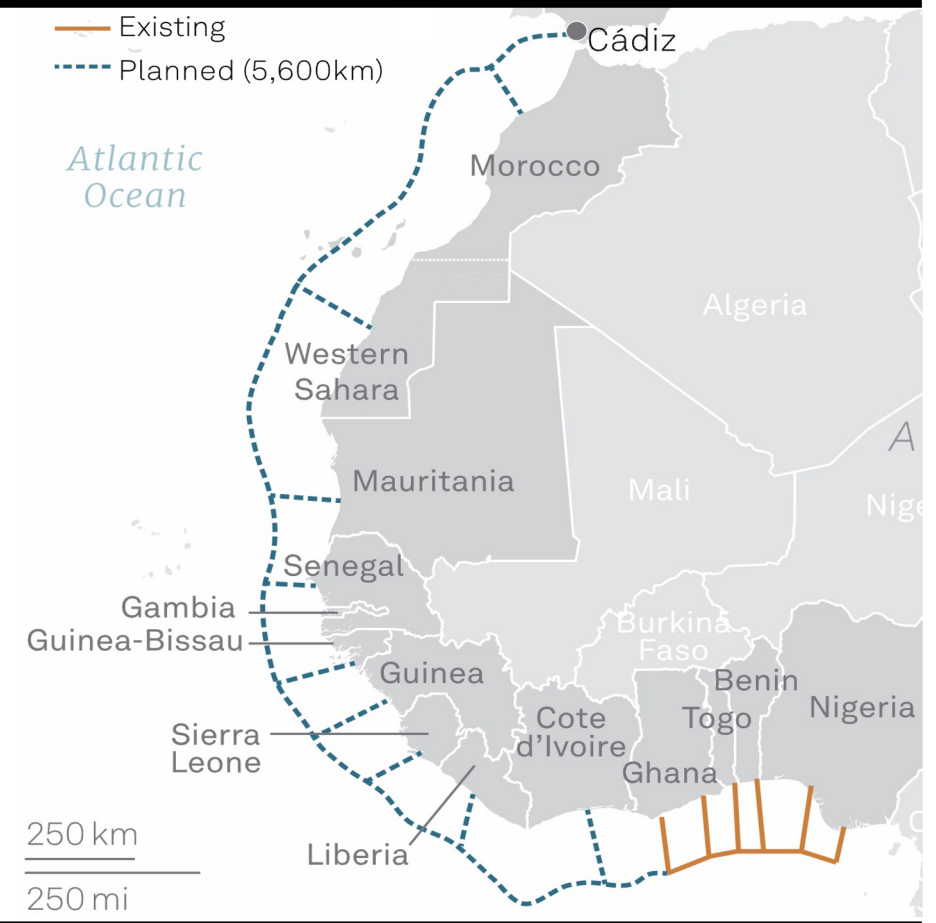 Existing
Planned (5,600km)
Cádiz
Atlantic
Ocean
Morocco
Algeria
Western
Sahara
A
Mauritania
Mali
Nige
Senegal
Gambia
Burkina
Faso
Guinea-Bissau
Guinea
Benin
Nigeria
Togo
Cote
d’Ivoire
Sierra
Leone
Ghana
C
Liberia
250 km
250 mi